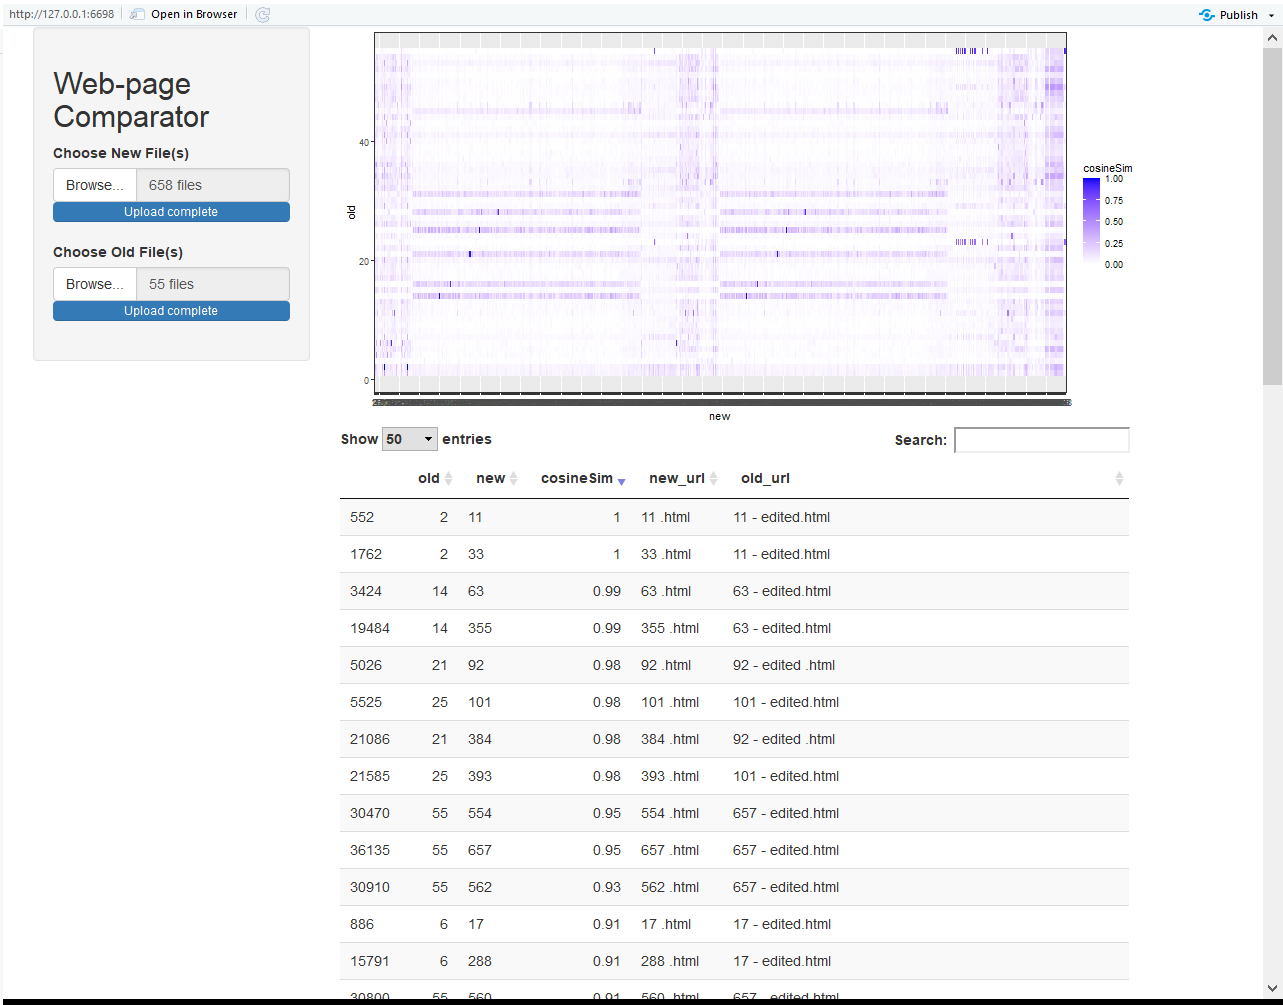 http://127.0.0.1:6698 Open in Browser Publish
Web-page
Comparator
Choose New File(s)
Browse... 658 files
Upload complete
Choose Old File(s)
Browse... 55 files
Upload complete
40
20
0
old
new
cosineSim
1.00
0.75
0.50
0.25
0.00
Show 50 entries Search:
old new cosineSim new_url old_url
552 2 11 1 11 .html 11 - edited.html
1762 2 33 1 33 .html 11 - edited.html
3424 14 63 0.99 63 .html 63 - edited.html
19484 14 355 0.99 355 .html 63 - edited.html
5026 21 92 0.98 92 .html 92 - edited .html
5525 25 101 0.98 101 .html 101 - edited.html
21086 21 384 0.98 384 .html 92 - edited .html
21585 25 393 0.98 393 .html 101 - edited.html
30470 55 554 0.95 554 .html 657 - edited.html
36135 55 657 0.95 657 .html 657 - edited.html
30910 55 562 0.93 562 .html 657 - edited.html
886 6 17 0.91 17 .html 17 - edited.html
15791 6 288 0.91 288 .html 17 - edited.html
30800 55 560 0.91 560 .html 657 - edited.html